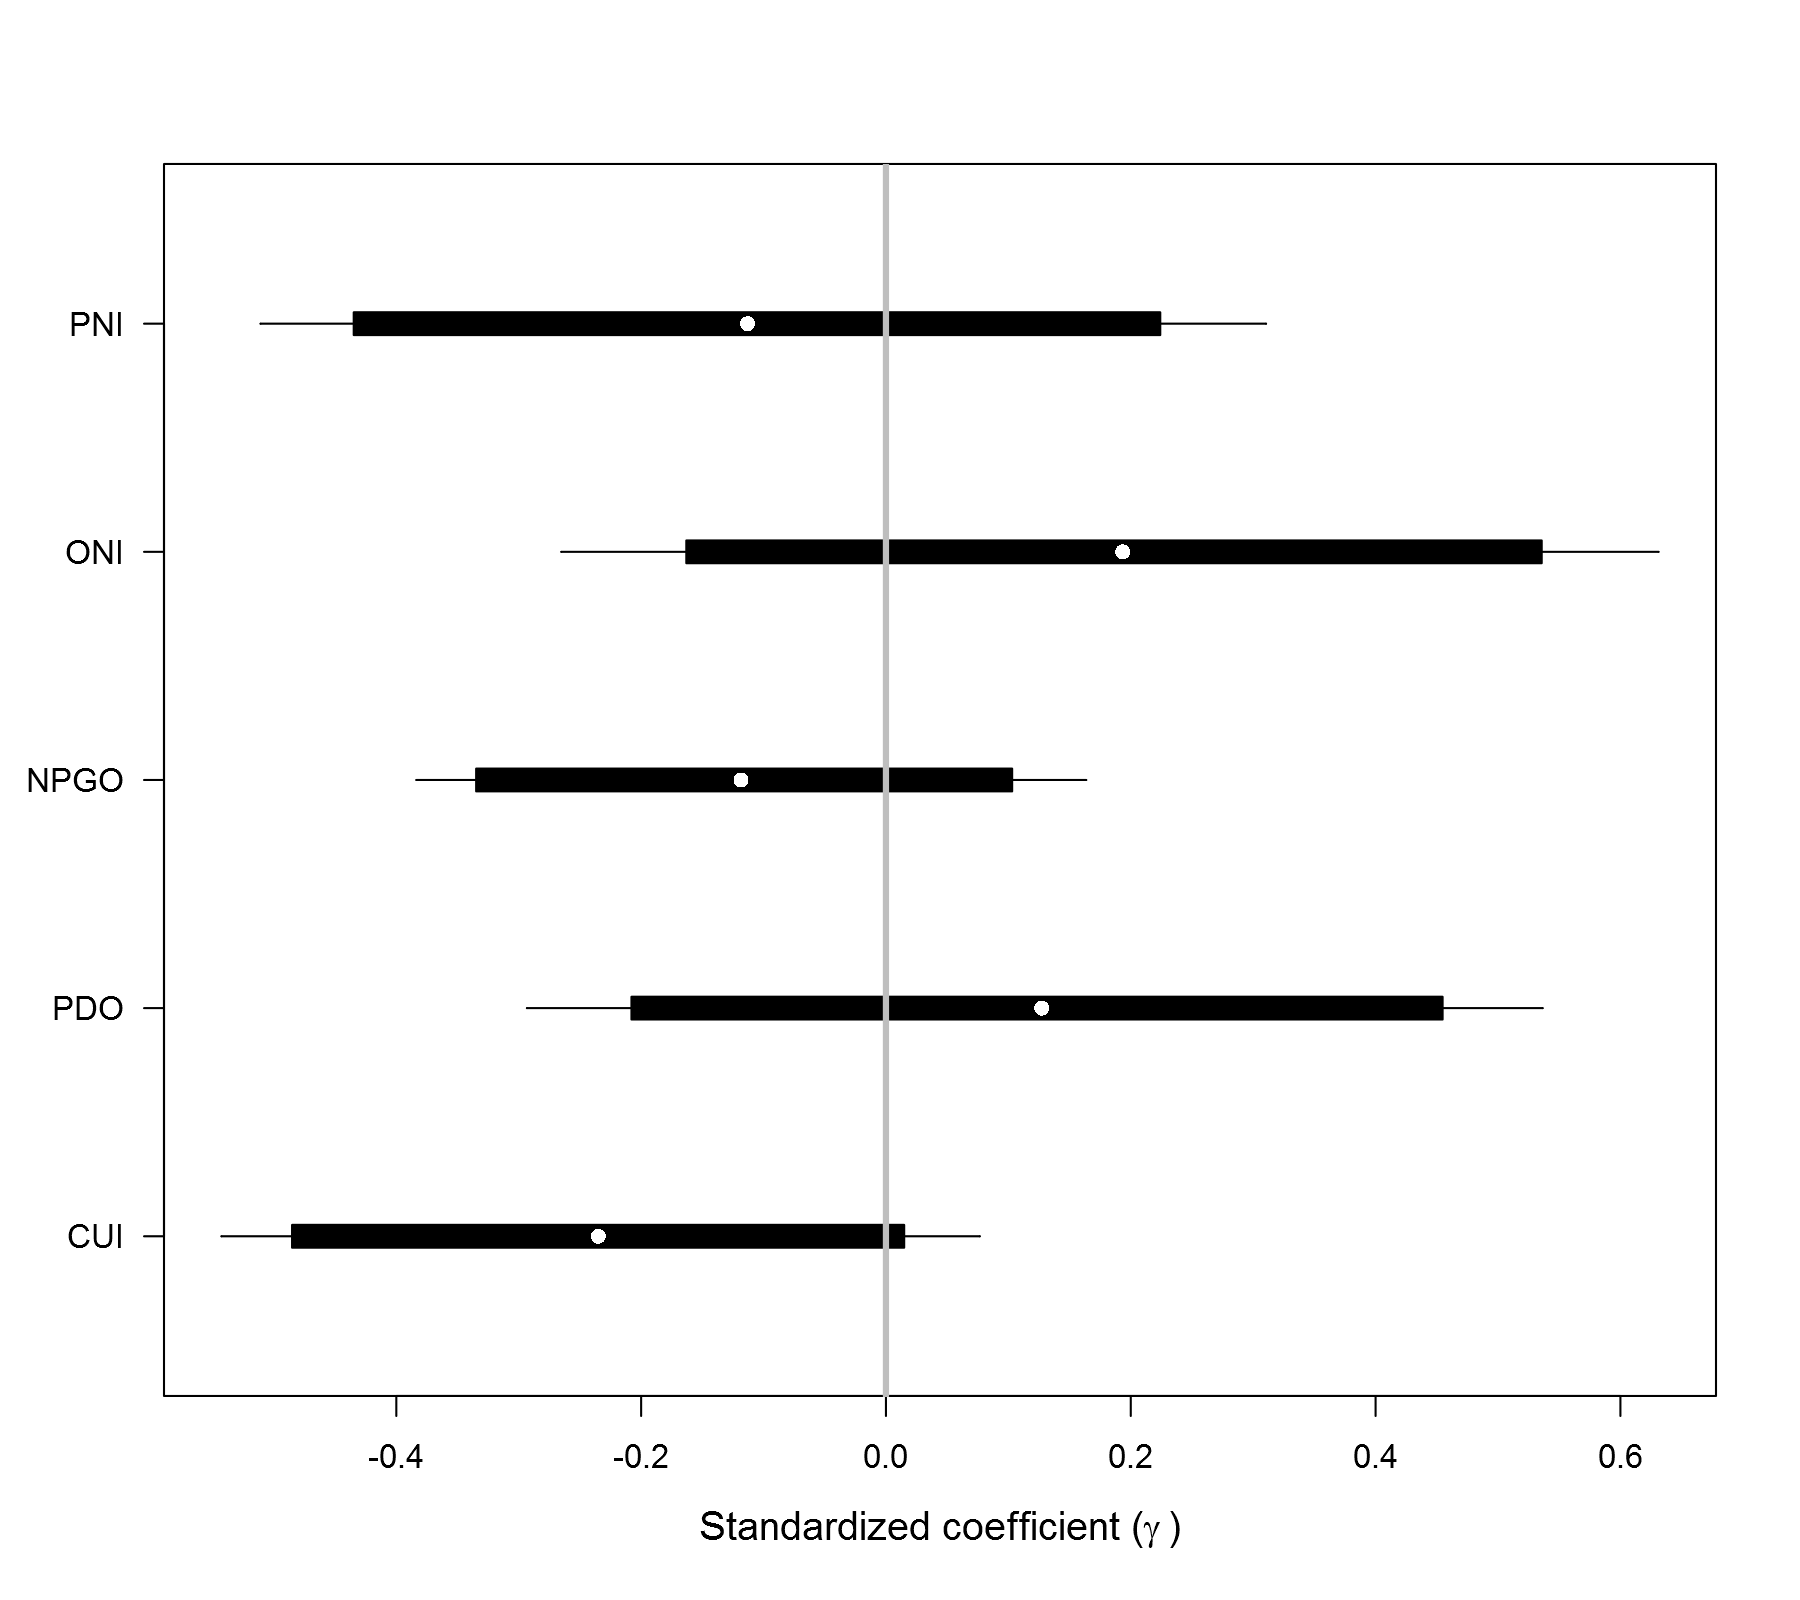 PNI
ONI
NPGO
PDO
CUI
-0.4 -0.2 0.0 0.2 0.4 0.6
Standardized coefficient (γ )